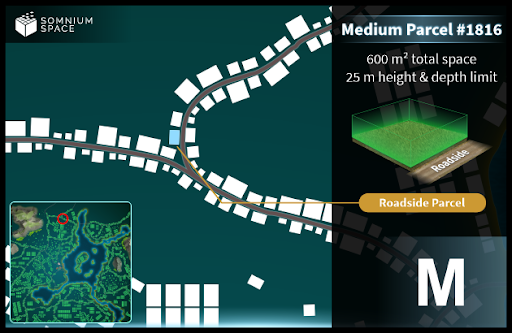 SOMNIUM
SPACE
Medium Parcel #1816
600 m² total space
25 m height & depth limit
Roadside
Roadside Parcel
M